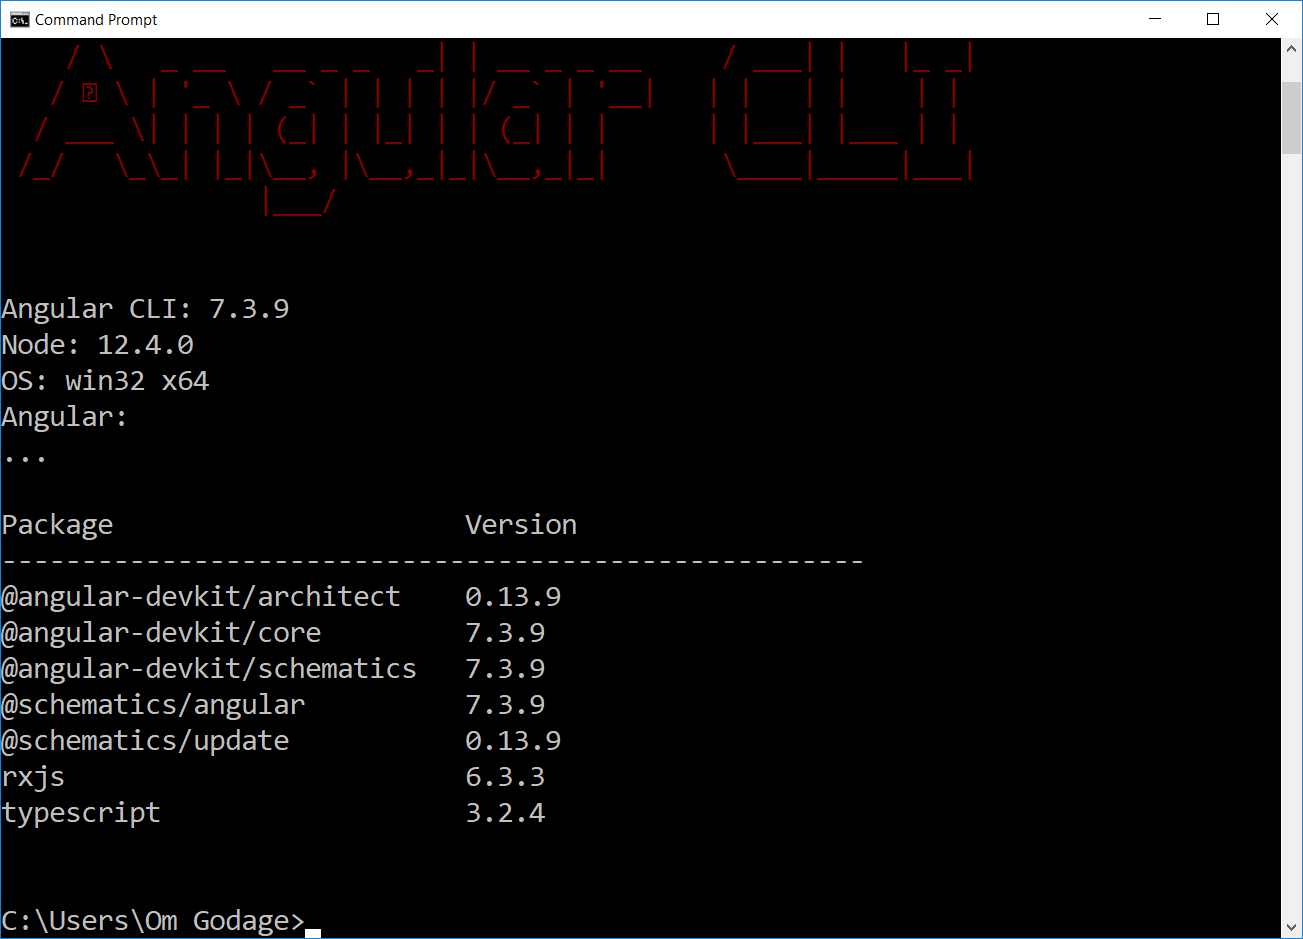 Command Prompt
Angular CLI
Angular CLI: 7.3.9
Node: 12.4.0
OS: win32 x64
Angular:
...
Package Version
------------------------------------------------------
@angular-devkit/architect 0.13.9
@angular-devkit/core 7.3.9
@angular-devkit/schematics 7.3.9
@schematics/angular 7.3.9
@schematics/update 0.13.9
rxjs 6.3.3
typescript 3.2.4
C:\Users\Om Godage>